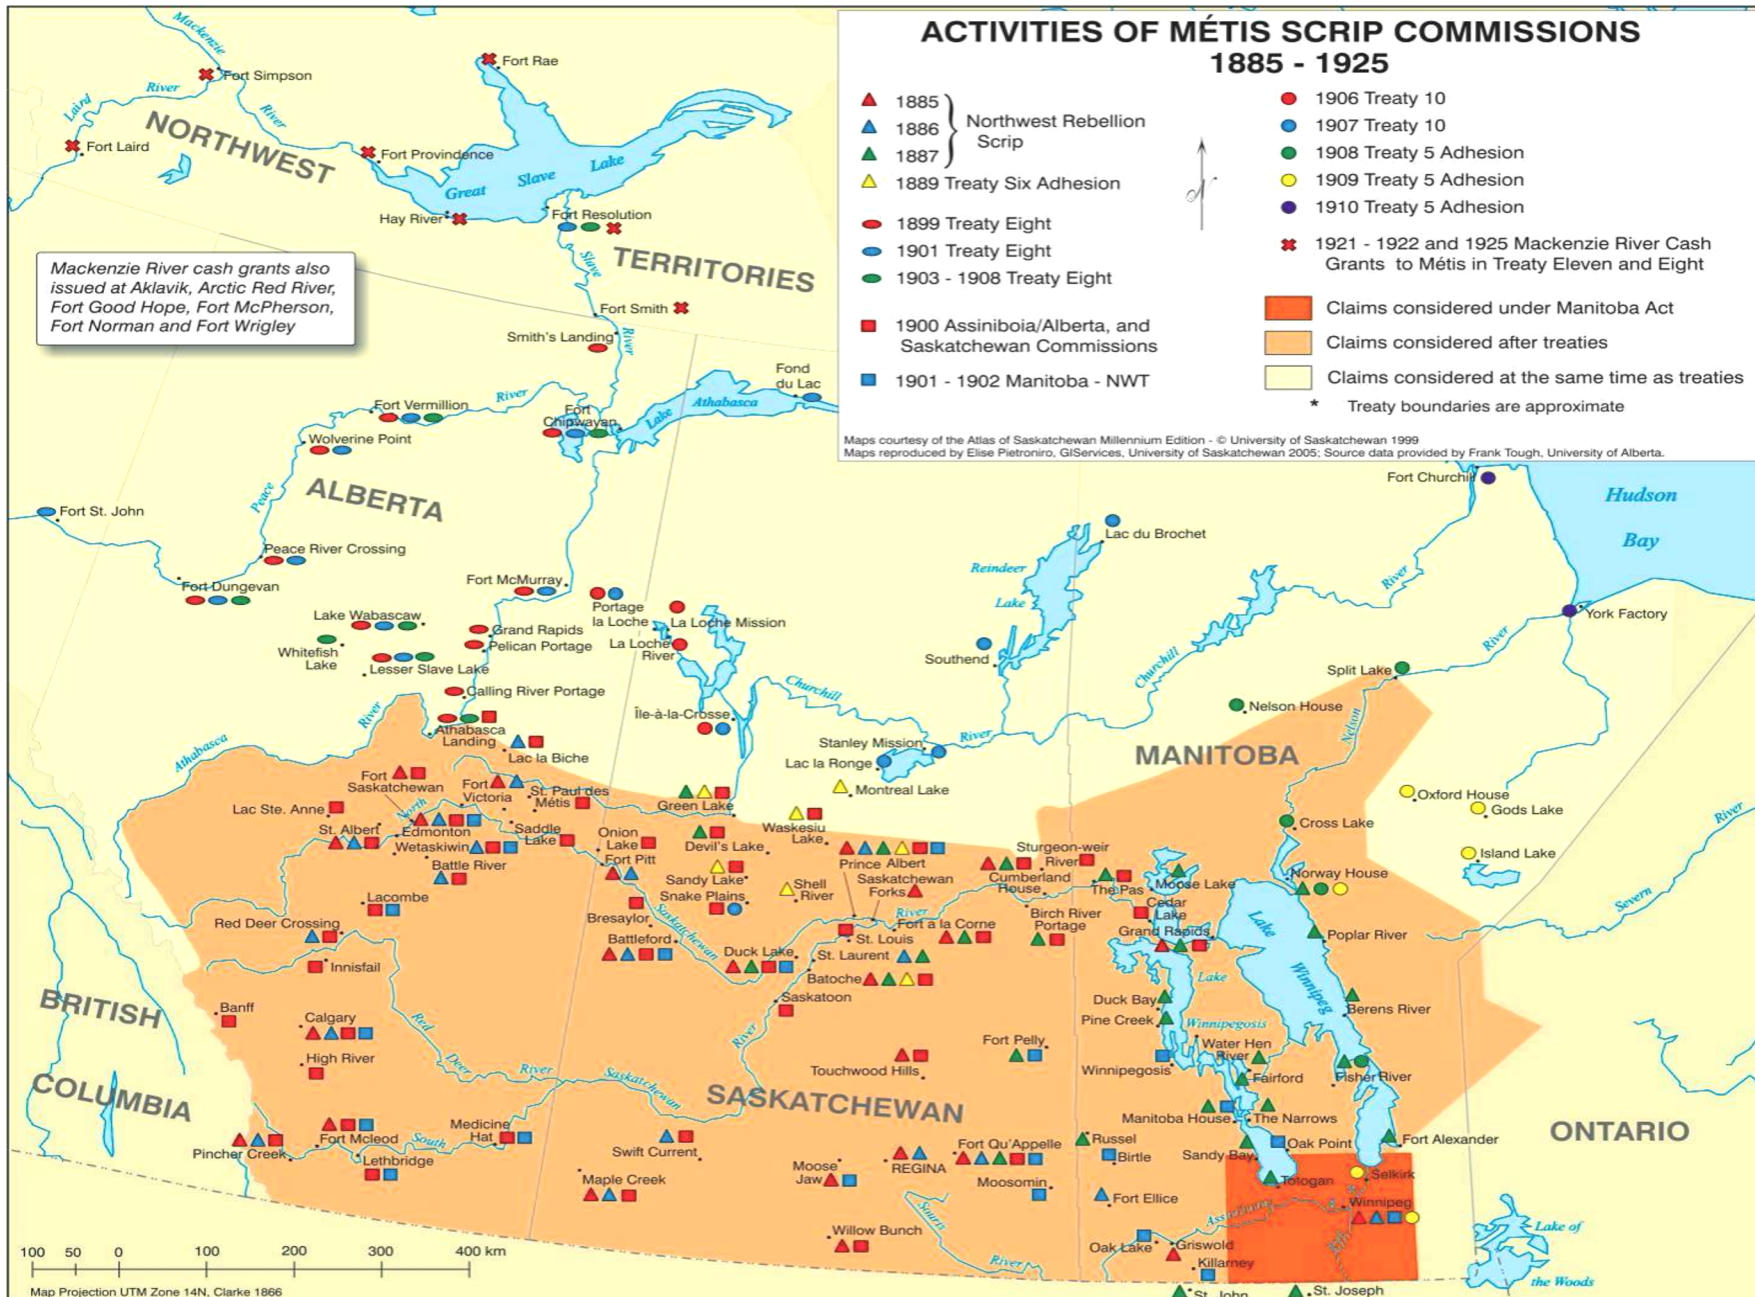 ACTIVITIES OF MÉTIS SCRIP COMMISSIONS
1885 - 1925
1885
1886
1887
Northwest Rebellion
Scrip
1889 Treaty Six Adhesion
1899 Treaty Eight
1901 Treaty Eight
1903 - 1908 Treaty Eight
1900 Assiniboia/Alberta, and
Saskatchewan Commissions
1901 - 1902 Manitoba - NWT
1906 Treaty 10
1907 Treaty 10
1908 Treaty 5 Adhesion
1909 Treaty 5 Adhesion
1910 Treaty 5 Adhesion
1921 - 1922 and 1925 Mackenzie River Cash
Grants to Métis in Treaty Eleven and Eight
Claims considered under Manitoba Act
Claims considered after treaties
Claims considered at the same time as treaties
* Treaty boundaries are approximate
N
Maps courtesy of the Atlas of Saskatchewan Millennium Edition - © University of Saskatchewan 1999
Maps reproduced by Elise Pietroniro, GIServices, University of Saskatchewan 2005; Source data provided by Frank Tough, University of Alberta.
Mackenzie
River
Fort Simpson
Laird
River
Fort Laird
NORTHWEST
TERRITORIES
Fort Rae
Fort Provindence
Great Slave Lake
Hay River
Fort Resolution
Slave
River
Fort Smith
Smith's Landing
Mackenzie River cash grants also
issued at Aklavik, Arctic Red River,
Fort Good Hope, Fort McPherson,
Fort Norman and Fort Wrigley
Fond
du Lac
Lake Athabasca
Fort
Chipwayan
Fort Vermillion
River
Wolverine Point
Peace
ALBERTA
Fort St. John
Peace River Crossing
Fort Dungevan
Fort McMurray
Lake Wabascaw
Whitefish
Lake
Lesser Slave Lake
Grand Rapids
Pelican Portage
Calling River Portage
Athabasca
Landing
Athabasca
River
Portage
la Loche
La Loche Mission
La Loche
River
Île-à-la-Crosse
Churchill
River
Lac du Brochet
Reindeer
Lake
Southend
Stanley Mission
Lac la Ronge
Montreal Lake
Churchill
River
Fort Churchill
Hudson
Bay
York Factory
River
Split Lake
Nelson
Nelson House
MANITOBA
Oxford House
Gods Lake
Island Lake
Cross Lake
Norway House
Severn
River
Lac la Biche
Fort
Saskatchewan
Fort
Victoria
St. Paul des
Métis
Lac Ste. Anne
North
St. Albert
Edmonton
Wetaskiwin
Saddle
Lake
Battle River
Lacombe
Red Deer Crossing
Innisfail
Banff
Calgary
High River
Red
Deer
River
Pincher Creek
Fort Mcleod
Lethbridge
South
Medicine
Hat
Saskatchewan
BRITISH
COLUMBIA
Onion
Lake
Fort Pitt
Green Lake
Devil's Lake
Waskesiu
Lake
Sandy Lake
Snake Plains
Shell
River
Bresaylor
Battleford
Saskatchewan
Duck Lake
Prince Albert
Saskatchewan
Forks
River
St. Louis
Fort a la Corne
St. Laurent
Batoche
Saskatoon
River
Cumberland
House
Sturgeon-weir
River
Birch River
Portage
The Pas
Moose Lake
Cedar
Lake
Grand Rapids
Lake
Winnipegosis
Lake
Winnipeg
Poplar River
Berens River
Duck Bay
Pine Creek
Water Hen
River
Winnipegosis
Fairford
Fisher River
Manitoba House
The Narrows
Oak Point
Sandy Bay
Fort Alexander
Totogan
Selkirk
Winnipeg
Touchwood Hills
Fort Pelly
SASKATCHEWAN
Swift Current
Maple Creek
Moose
Jaw
REGINA
Fort Qu'Appelle
Moosomin
Willow Bunch
Souris
River
Russel
Birtle
Fort Ellice
Oak Lake
Griswold
Killarney
St. John
St. Joseph
ONTARIO
Lake of
the Woods
100 50 0 100 200 300 400 km
Map Projection UTM Zone 14N, Clarke 1866